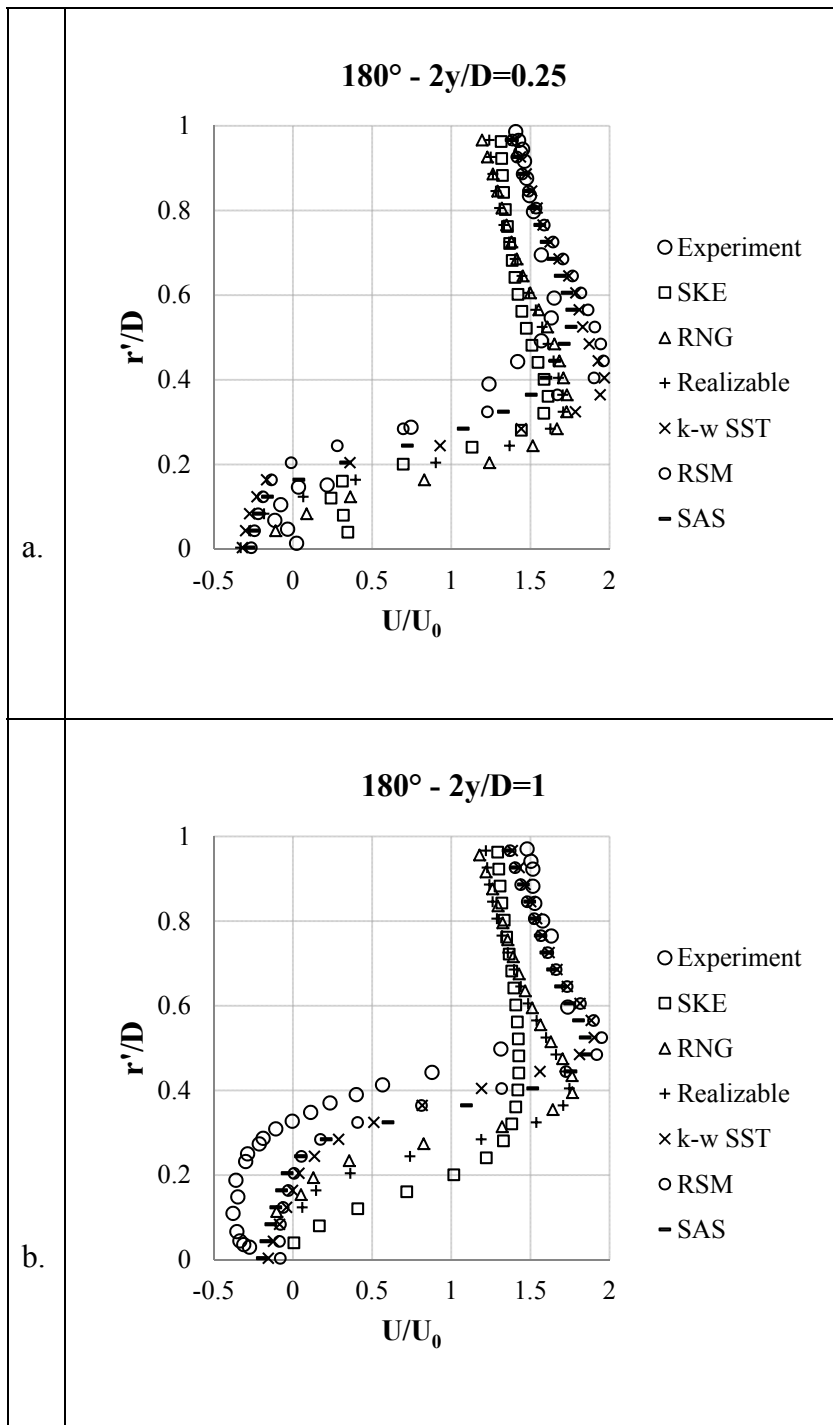 180° - 2y/D=0.25
1
0.8
0.6
0.4
0.2
0
r'/D
-0.5 0 0.5 1 1.5 2
U/U₀
Experiment
SKE
RNG
Realizable
k-w SST
RSM
SAS
a.
180° - 2y/D=1
1
0.8
0.6
0.4
0.2
0
r'/D
-0.5 0 0.5 1 1.5 2
U/U₀
Experiment
SKE
RNG
Realizable
k-w SST
RSM
SAS
b.